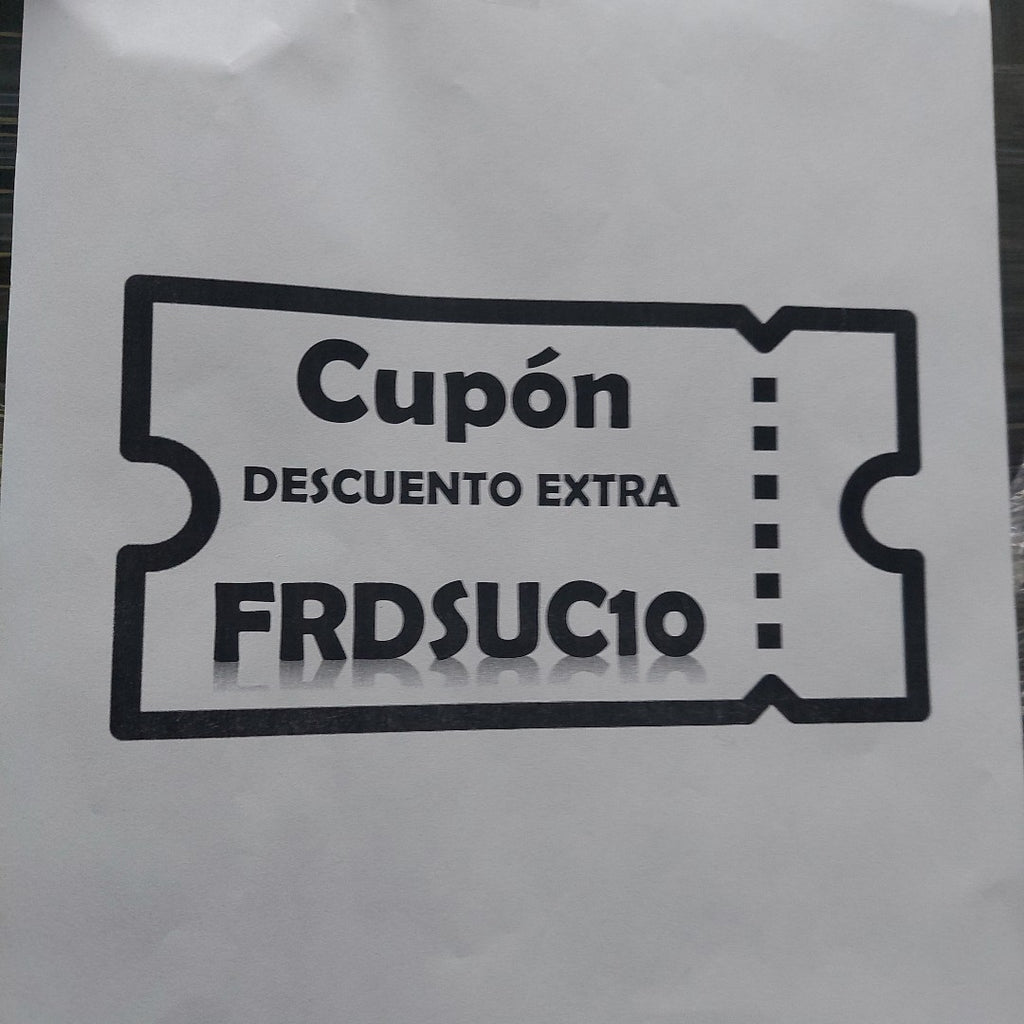 Cupón
DESCUENTO EXTRA
FRDSUC10